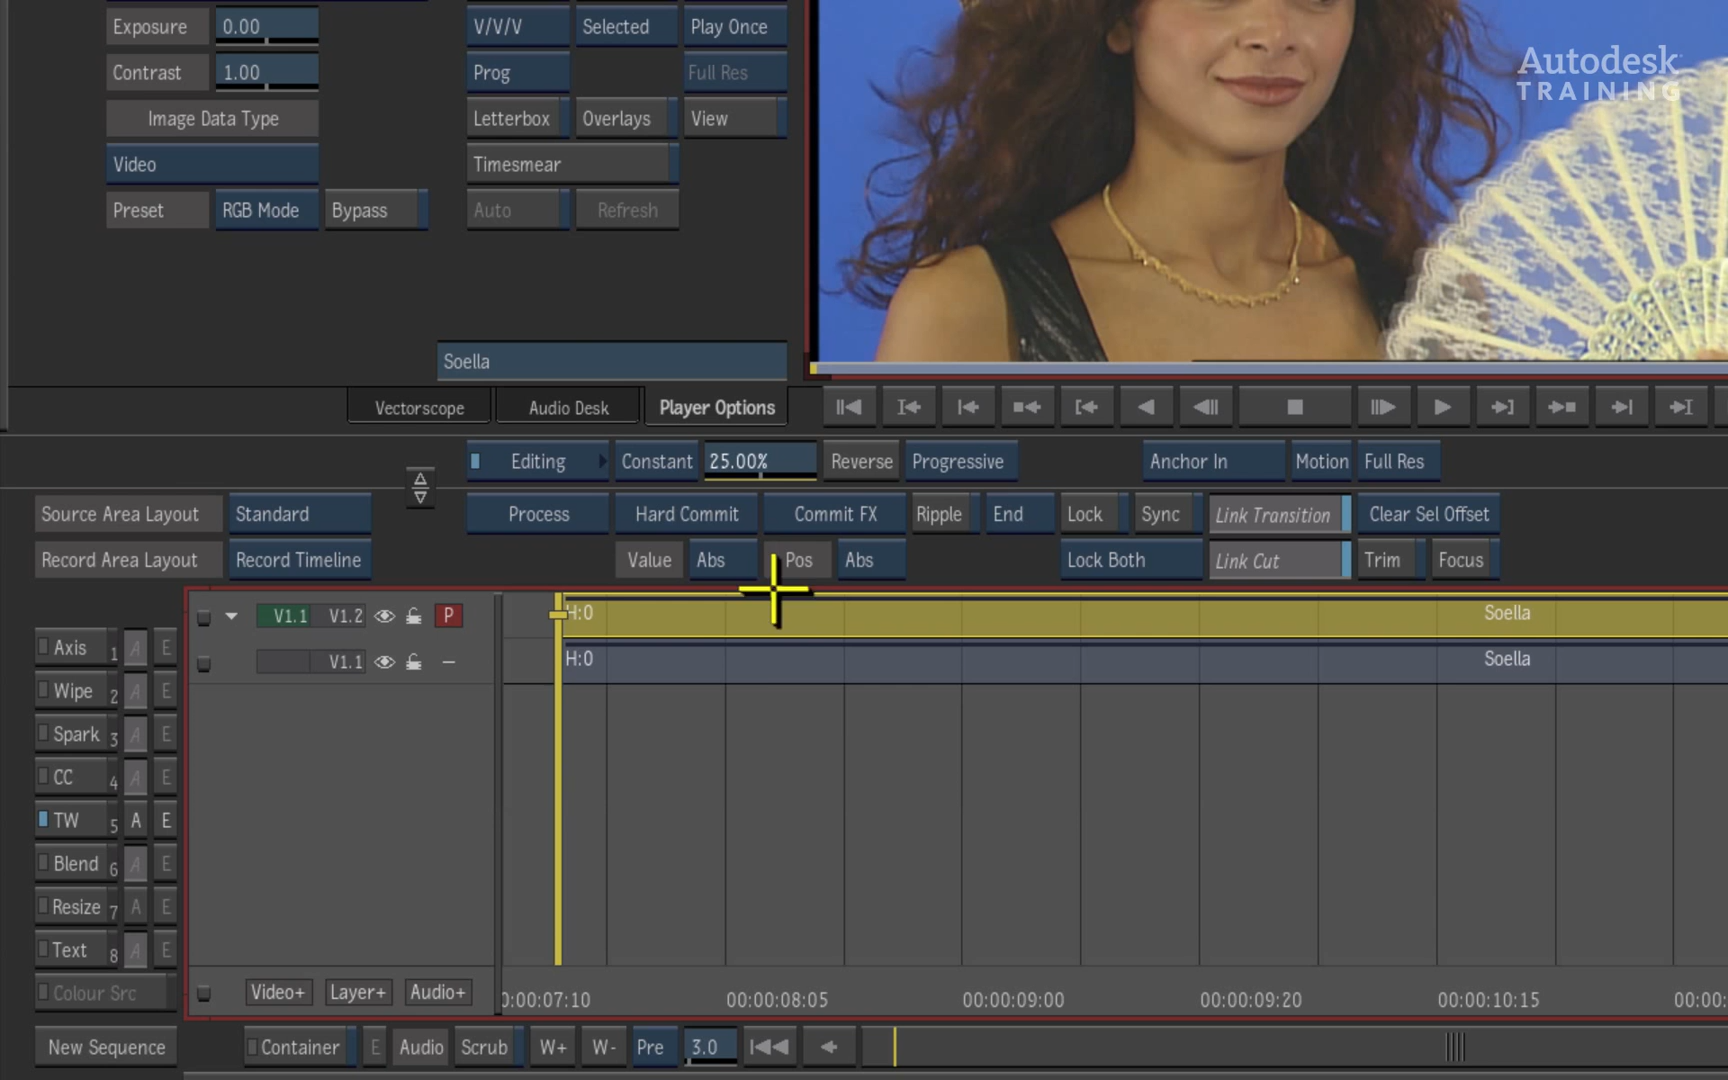 Exposure 0.00 V/V/V Selected Play Once
Contrast 1.00 Prog Full Res
Image Data Type Letterbox Overlays View
Video Timesmear
Preset RGB Mode Bypass Auto Refresh
Autodesk
TRAINING
Soella
Vectorscope Audio Desk Player Options
Editing Constant 25.00% Reverse Progressive Anchor In Motion Full Res
Source Area Layout Standard Process Hard Commit Commit FX Ripple End Lock Sync Link Transition Clear Sel Offset
Record Area Layout Record Timeline Value Abs Pos Abs Lock Both Link Cut Trim Focus
V1.1 V1.2 P H:0 Soella
V1.1 H:0 Soella
Axis 1 A E
Wipe 2 A E
Spark 3 A E
CC 4 A E
TW 5 A E
Blend 6 A E
Resize 7 A E
Text 8 A E
Colour Src Video+ Layer+ Audio+ 0:00:07:10 00:00:08:05 00:00:09:00 00:00:09:20 00:00:10:15 00:00:
New Sequence Container E Audio Scrub W+ W- Pre 3.0